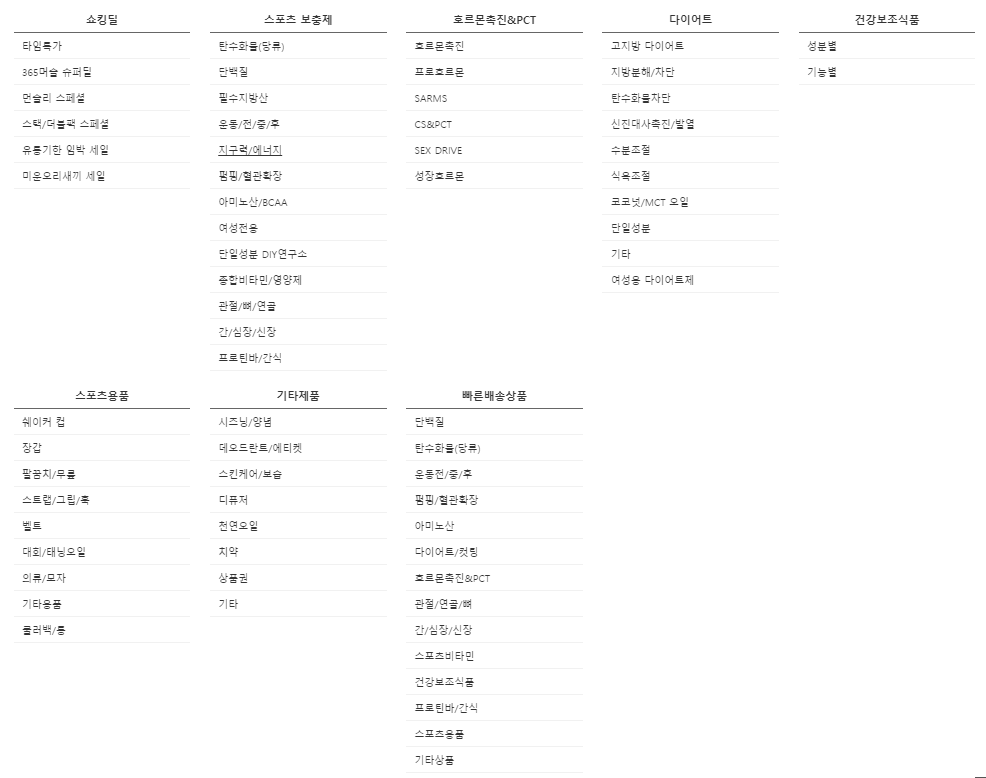 쇼킹딜
타임특가
365머슬 슈퍼딜
먼슬리 스페셜
스택/더블팩 스페셜
유통기한 임박 세일
미운오리새끼 세일
스포츠 보충제
탄수화물(당류)
단백질
필수지방산
운동/전/중/후
지구력/에너지
펌핑/혈관확장
아미노산/BCAA
여성전용
단일성분 DIY연구소
종합비타민/영양제
관절/뼈/연골
간/심장/신장
프로틴바/간식
호르몬촉진&PCT
호르몬촉진
프로호르몬
SARMS
CS&PCT
SEX DRIVE
성장호르몬
다이어트
고지방 다이어트
지방분해/차단
탄수화물차단
신진대사촉진/발열
수분조절
식욕조절
코코넛/MCT 오일
단일성분
기타
여성용 다이어트제
건강보조식품
성분별
기능별
스포츠용품
쉐이커 컵
장갑
팔꿈치/무릎
스트랩/그립/훅
벨트
대회/태닝오일
의류/모자
기타용품
쿨러백/통
기타제품
시즈닝/양념
데오드란트/에티켓
스킨케어/보습
디퓨저
천연오일
치약
상품권
기타
빠른배송상품
단백질
탄수화물(당류)
운동전/중/후
펌핑/혈관확장
아미노산
다이어트/컷팅
호르몬촉진&PCT
관절/연골/뼈
간/심장/신장
스포츠비타민
건강보조식품
프로틴바/간식
스포츠용품
기타상품